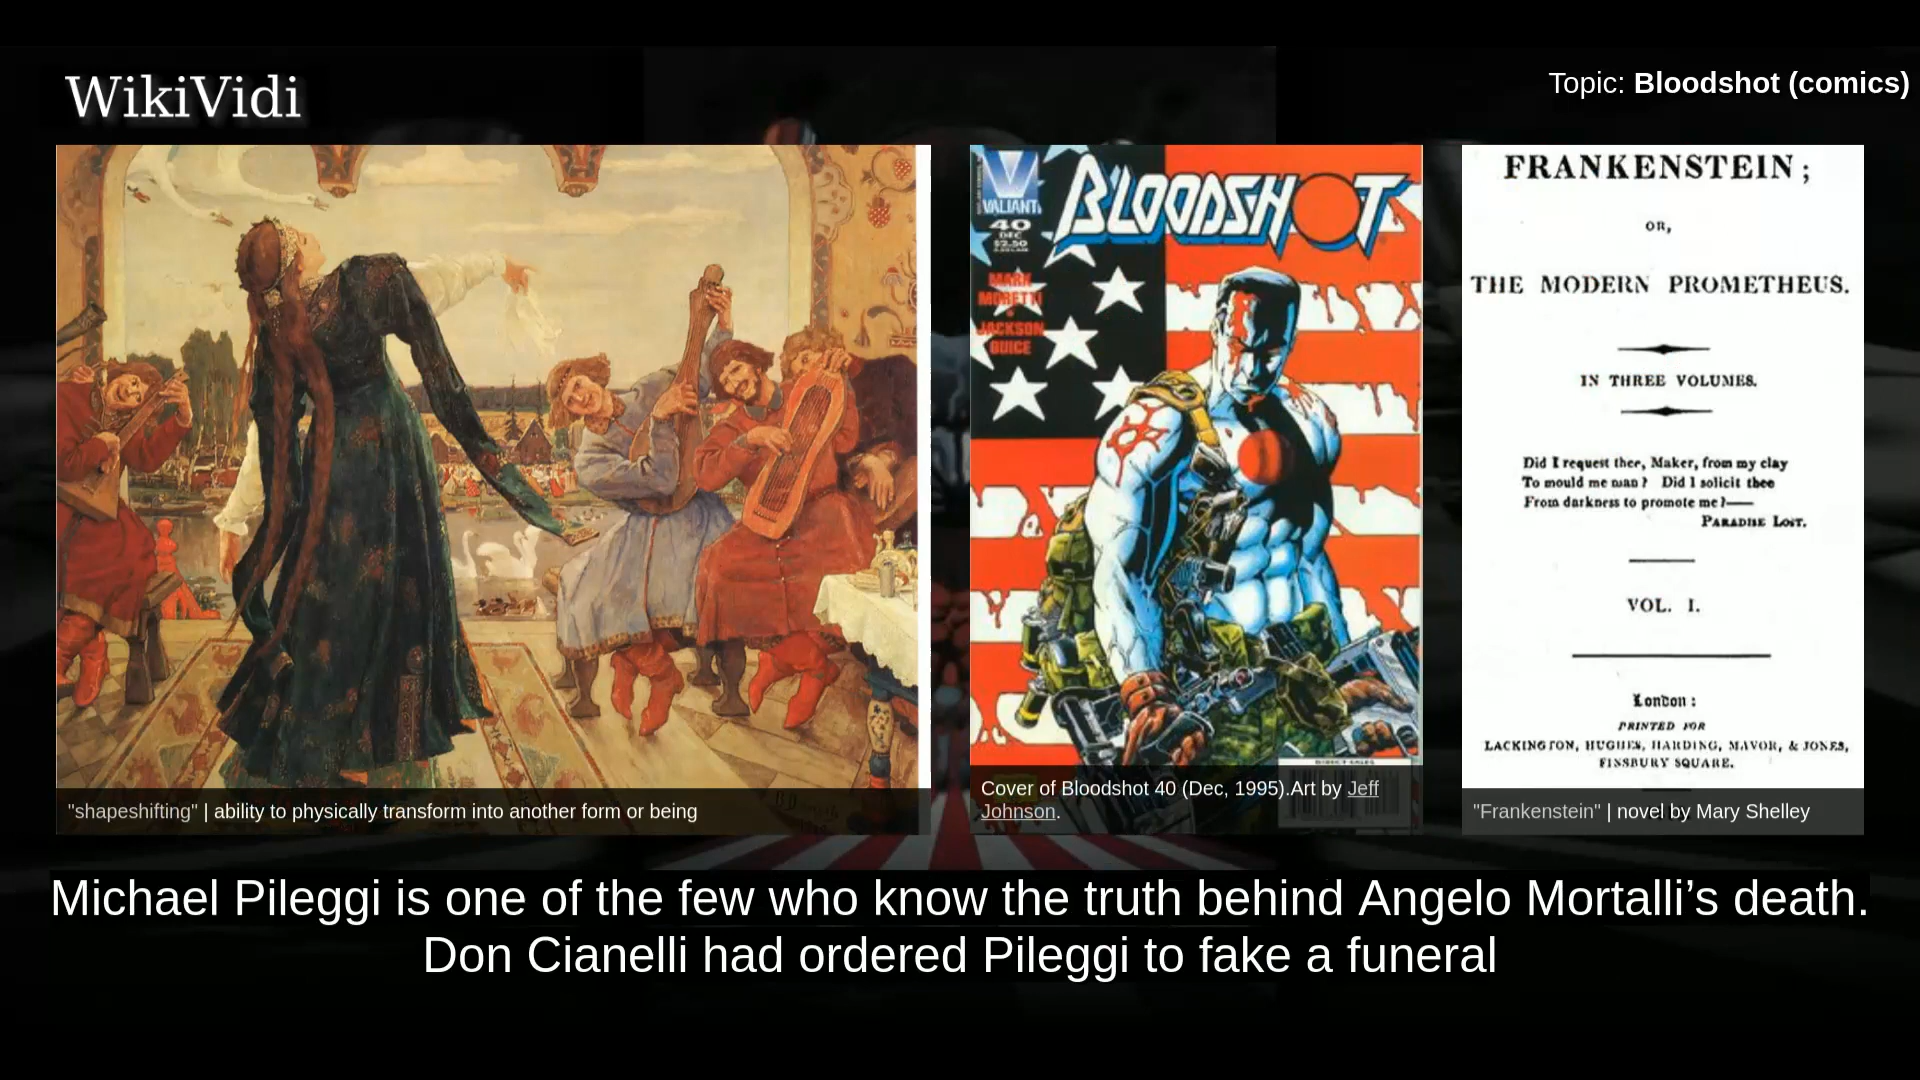 WikiVidi
Topic: Bloodshot (comics)
VALIANT
BLOODSHOT
40
DEC
$2.50
MARK
MORETTI
JACKSON
GUICE
FRANKENSTEIN;
OR,
THE MODERN PROMETHEUS.
IN THREE VOLUMES.
Did I request thee, Maker, from my clay
To mould me man? Did I solicit thee
From darkness to promote me?—
PARADISE LOST.
VOL. I.
London:
PRINTED FOR
LACKINGTON, HUGHES, HARDING, MAVOR, & JONES,
FINSBURY SQUARE.
"shapeshifting" | ability to physically transform into another form or being
Cover of Bloodshot 40 (Dec, 1995).Art by Jeff
Johnson.
"Frankenstein" | novel by Mary Shelley
Michael Pileggi is one of the few who know the truth behind Angelo Mortalli’s death.
Don Cianelli had ordered Pileggi to fake a funeral